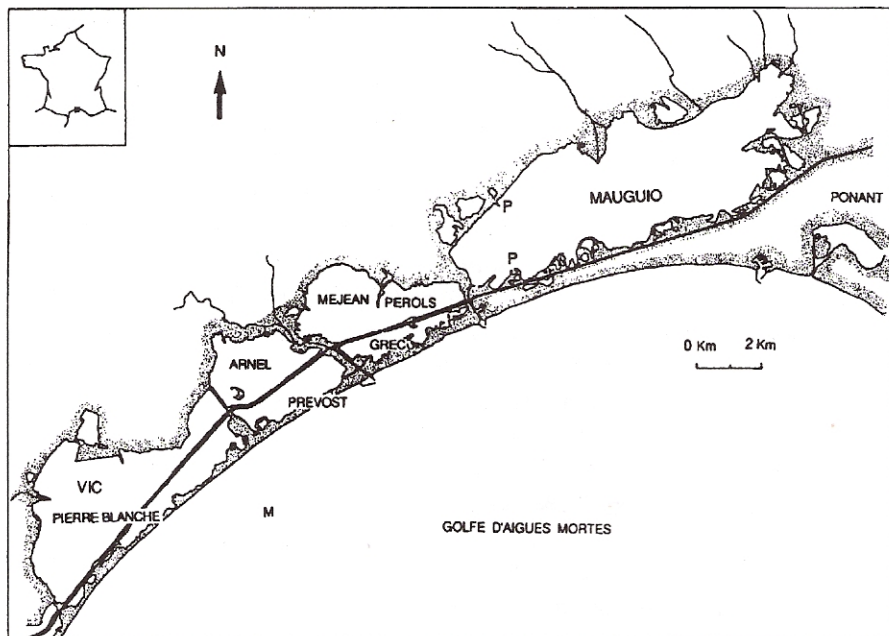 N
MAUGUIO
PONANT
P
P
MEJEAN
PEROLS
GREC
ARNEL
0 Km 2 Km
PREVOST
VIC
PIERRE BLANCHE
M
GOLFE D'AIGUES MORTES